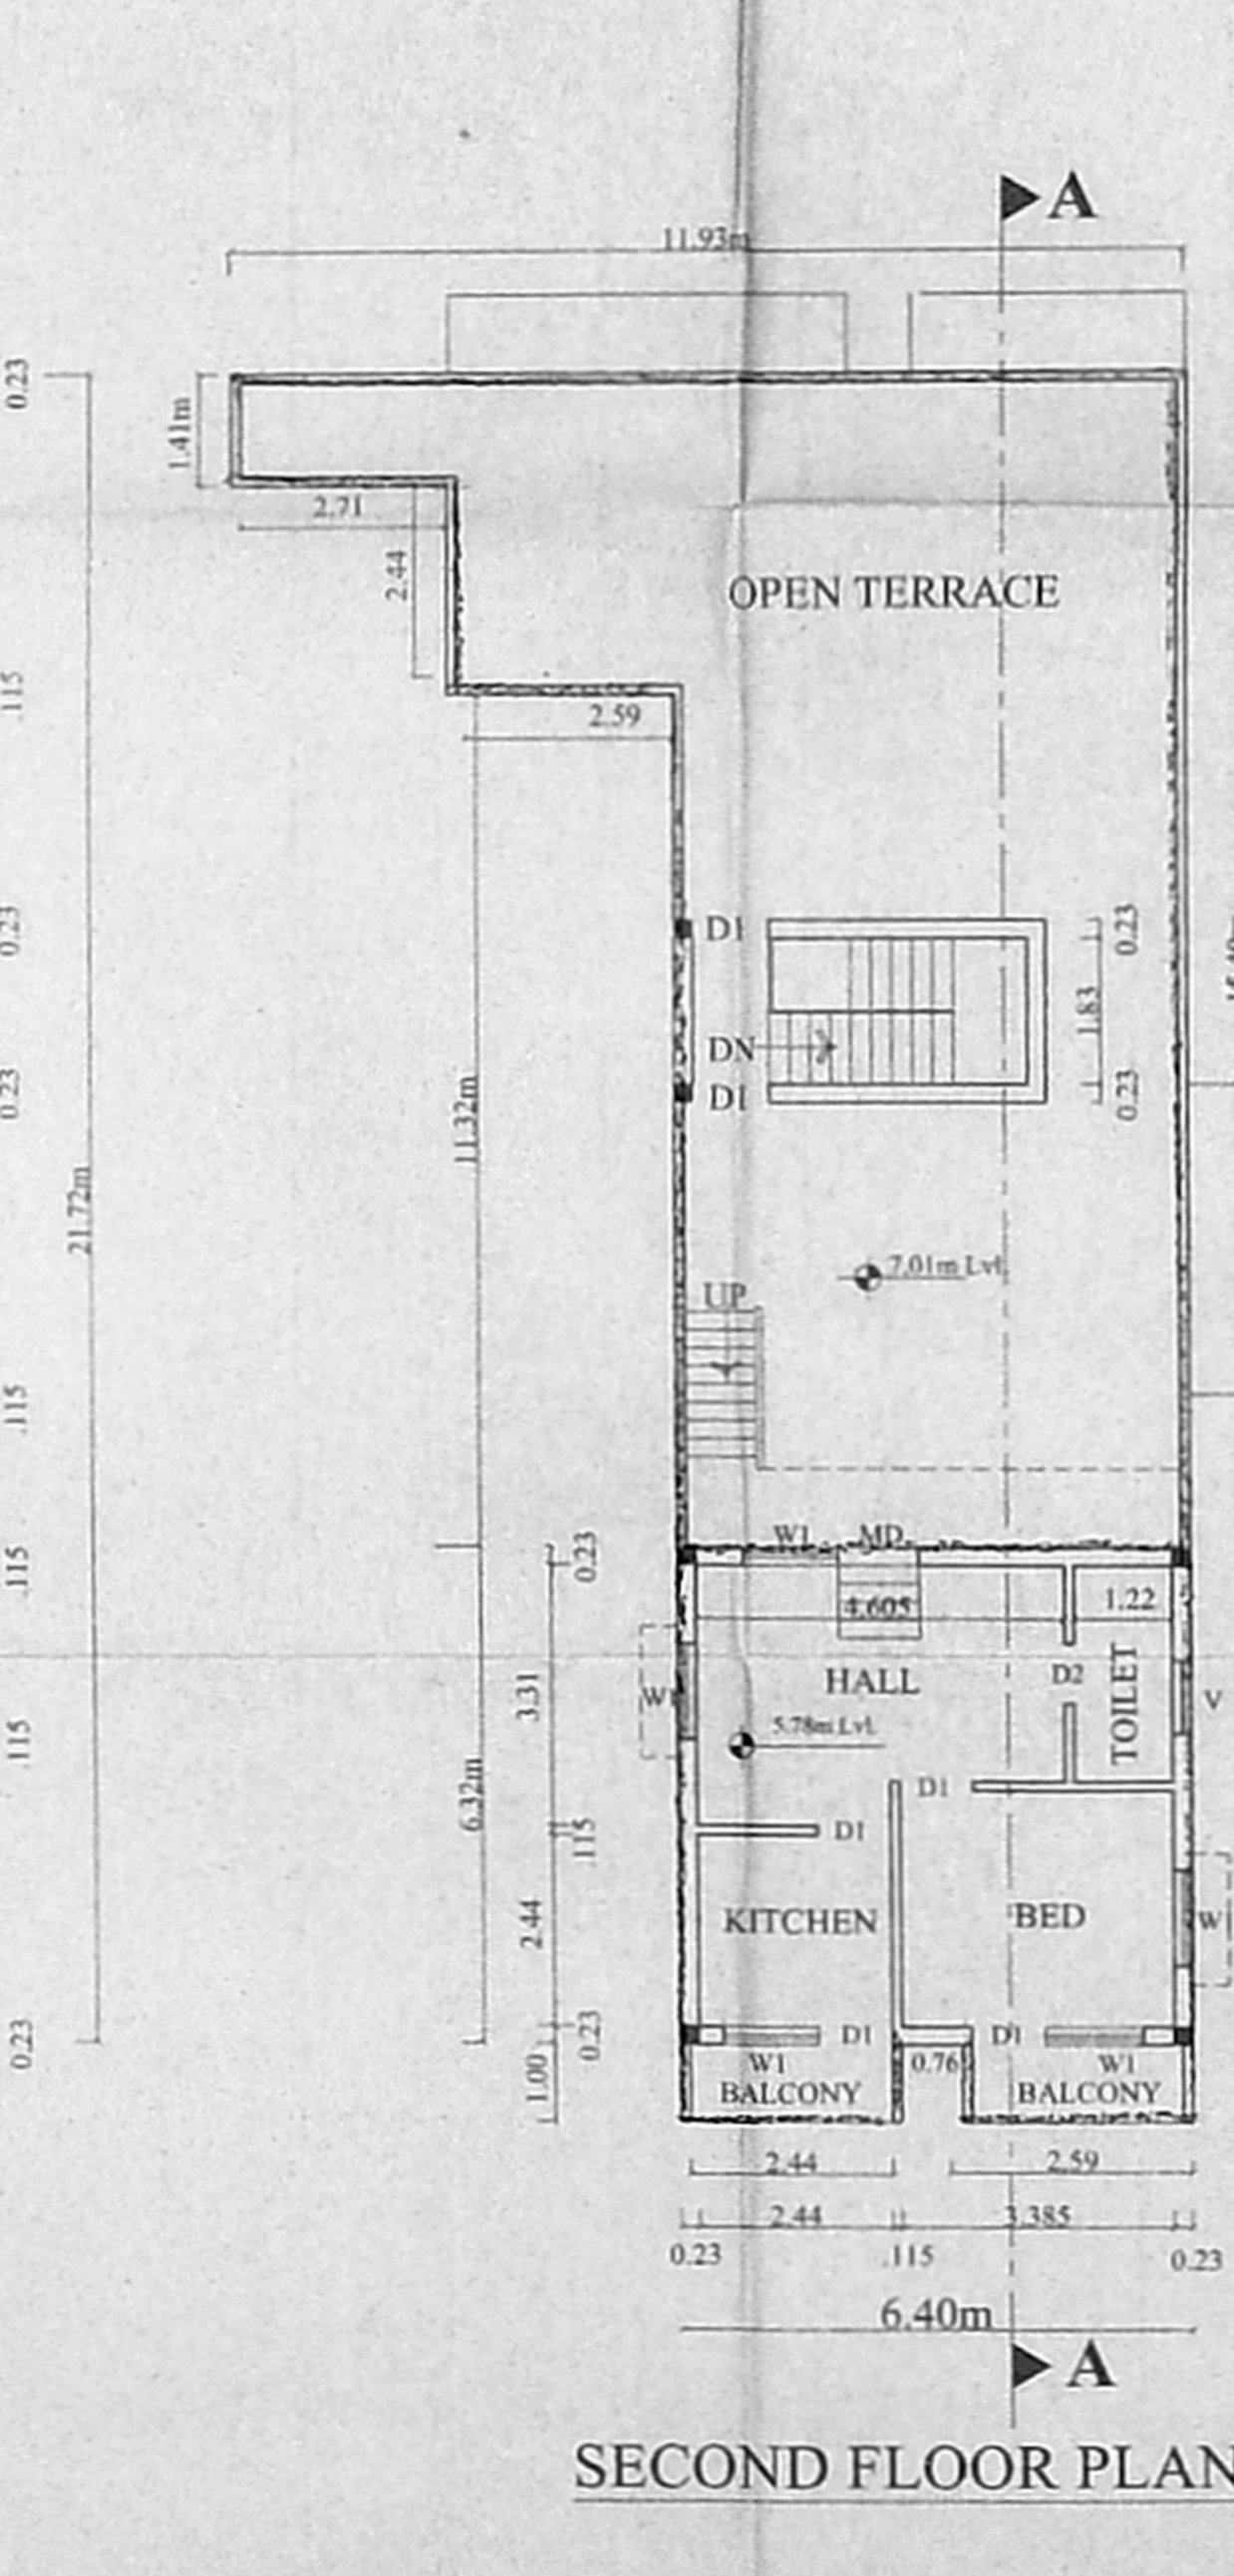 A
11.93m
0.23
1.41m
2.71
2.44
OPEN TERRACE
.115
2.59
0.23
D1
0.23
1.83
DN
0.23
D1
0.23
11.32m
21.72m
7.01m Lvl.
UP
.115
W1 MD
0.23
.115
4.605
1.22
HALL
D2
TOILET
3.31
W1
V
5.78m Lvl.
.115
6.32m
D1
.115
D1
2.44
KITCHEN
BED
W
0.23
0.23
D1
D1
1.00
W1
0.76
W1
BALCONY
BALCONY
2.44
2.59
2.44
3.385
0.23
.115
0.23
6.40m
A
SECOND FLOOR PLAN